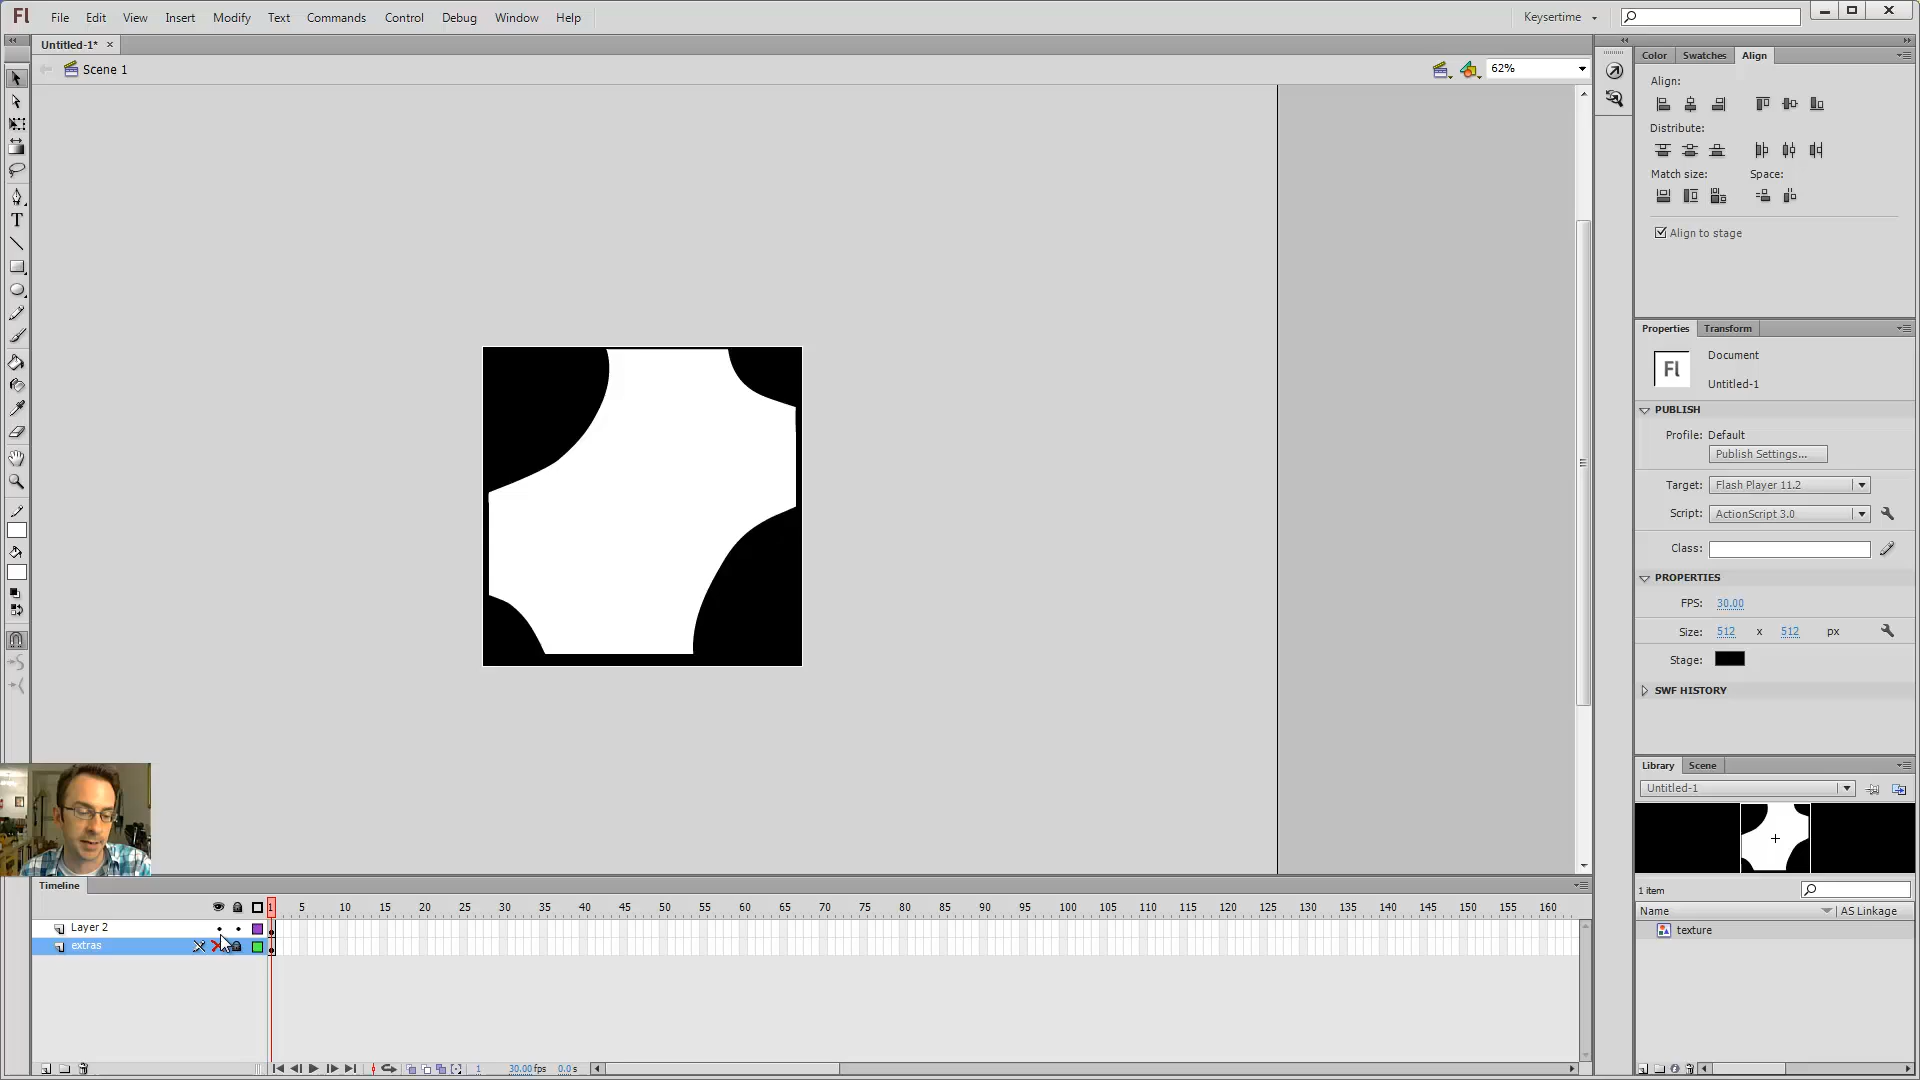 Fl File Edit View Insert Modify Text Commands Control Debug Window Help Keysertime
Untitled-1* ×
Scene 1 62%
Color Swatches Align
Align:
Distribute:
Match size: Space:
Align to stage
Properties Transform
Fl Document
Untitled-1
PUBLISH
Profile: Default
Publish Settings...
Target: Flash Player 11.2
Script: ActionScript 3.0
Class:
PROPERTIES
FPS: 30.00
Size: 512 x 512 px
Stage:
SWF HISTORY
Library Scene
Untitled-1
1 item
Name AS Linkage
texture
T
Timeline
1 5 10 15 20 25 30 35 40 45 50 55 60 65 70 75 80 85 90 95 100 105 110 115 120 125 130 135 140 145 150 155 160
Layer 2
extras
1 30.00 fps 0.0 s